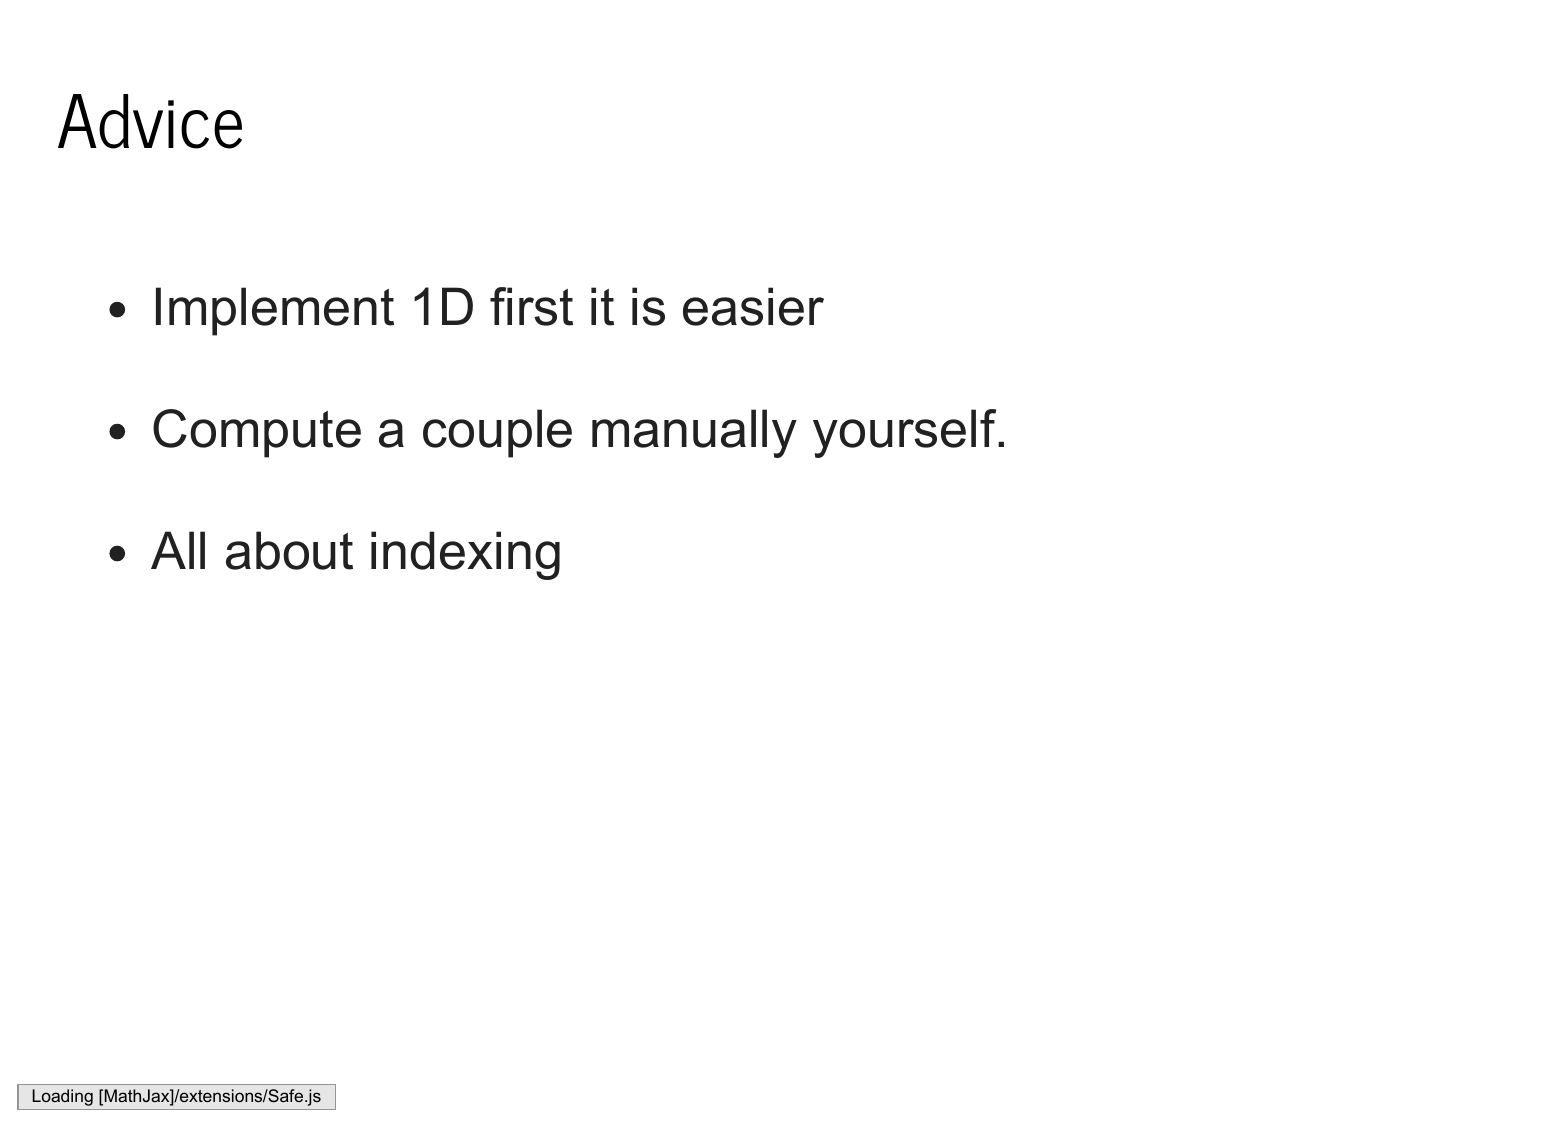 Advice
• Implement 1D first it is easier
• Compute a couple manually yourself.
• All about indexing
Loading [MathJax]/extensions/Safe.js